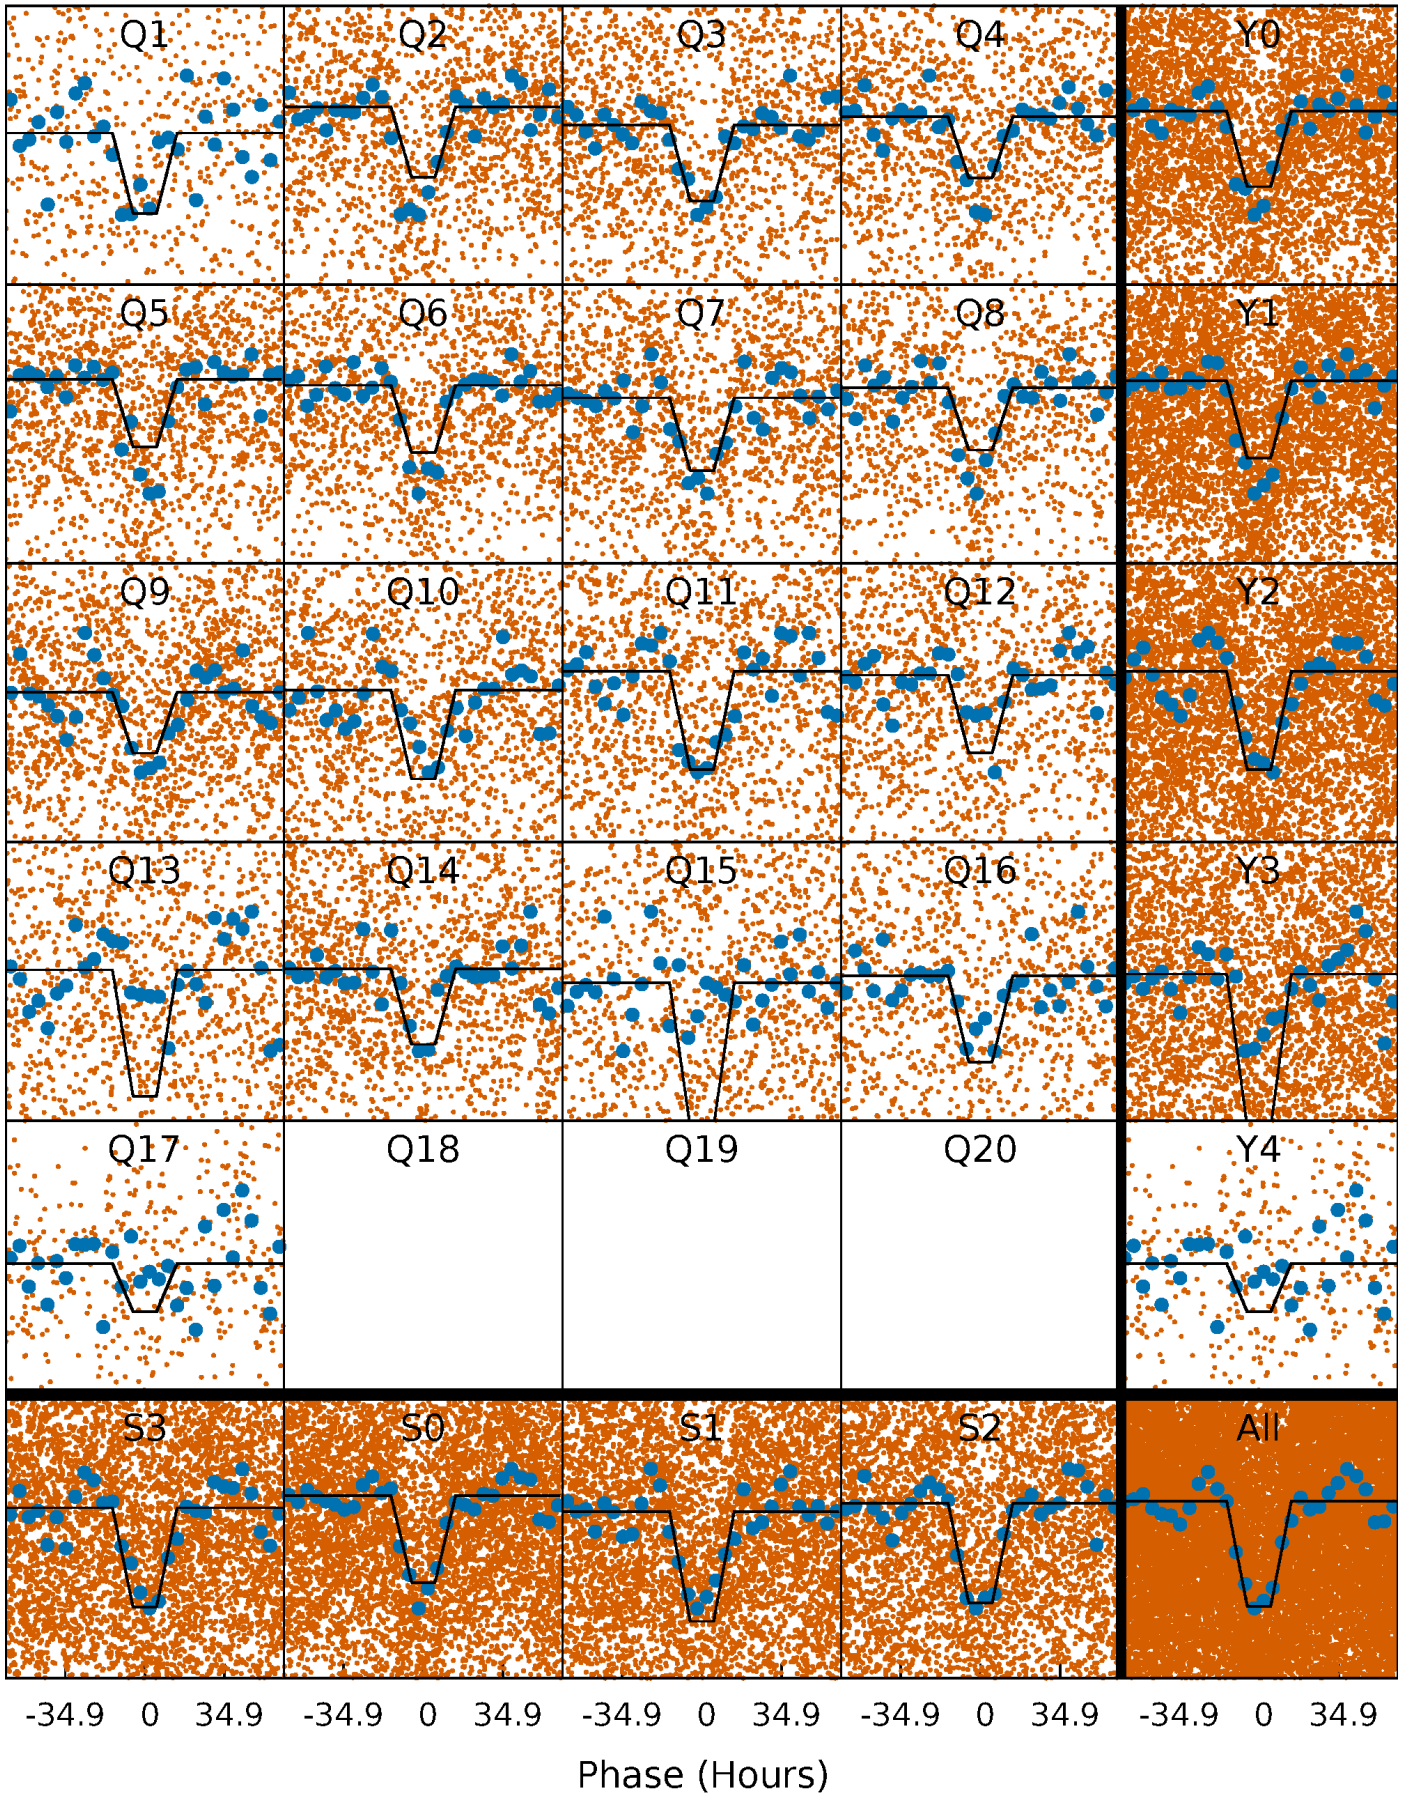 Q1 Q2 Q3 Q4 Y0
Q5 Q6 Q7 Q8 Y1
Q9 Q10 Q11 Q12 Y2
Q13 Q14 Q15 Q16 Y3
Q17 Q18 Q19 Q20 Y4
S3 S0 S1 S2 All
-34.9 0 34.9 -34.9 0 34.9 -34.9 0 34.9 -34.9 0 34.9 -34.9 0 34.9
Phase (Hours)